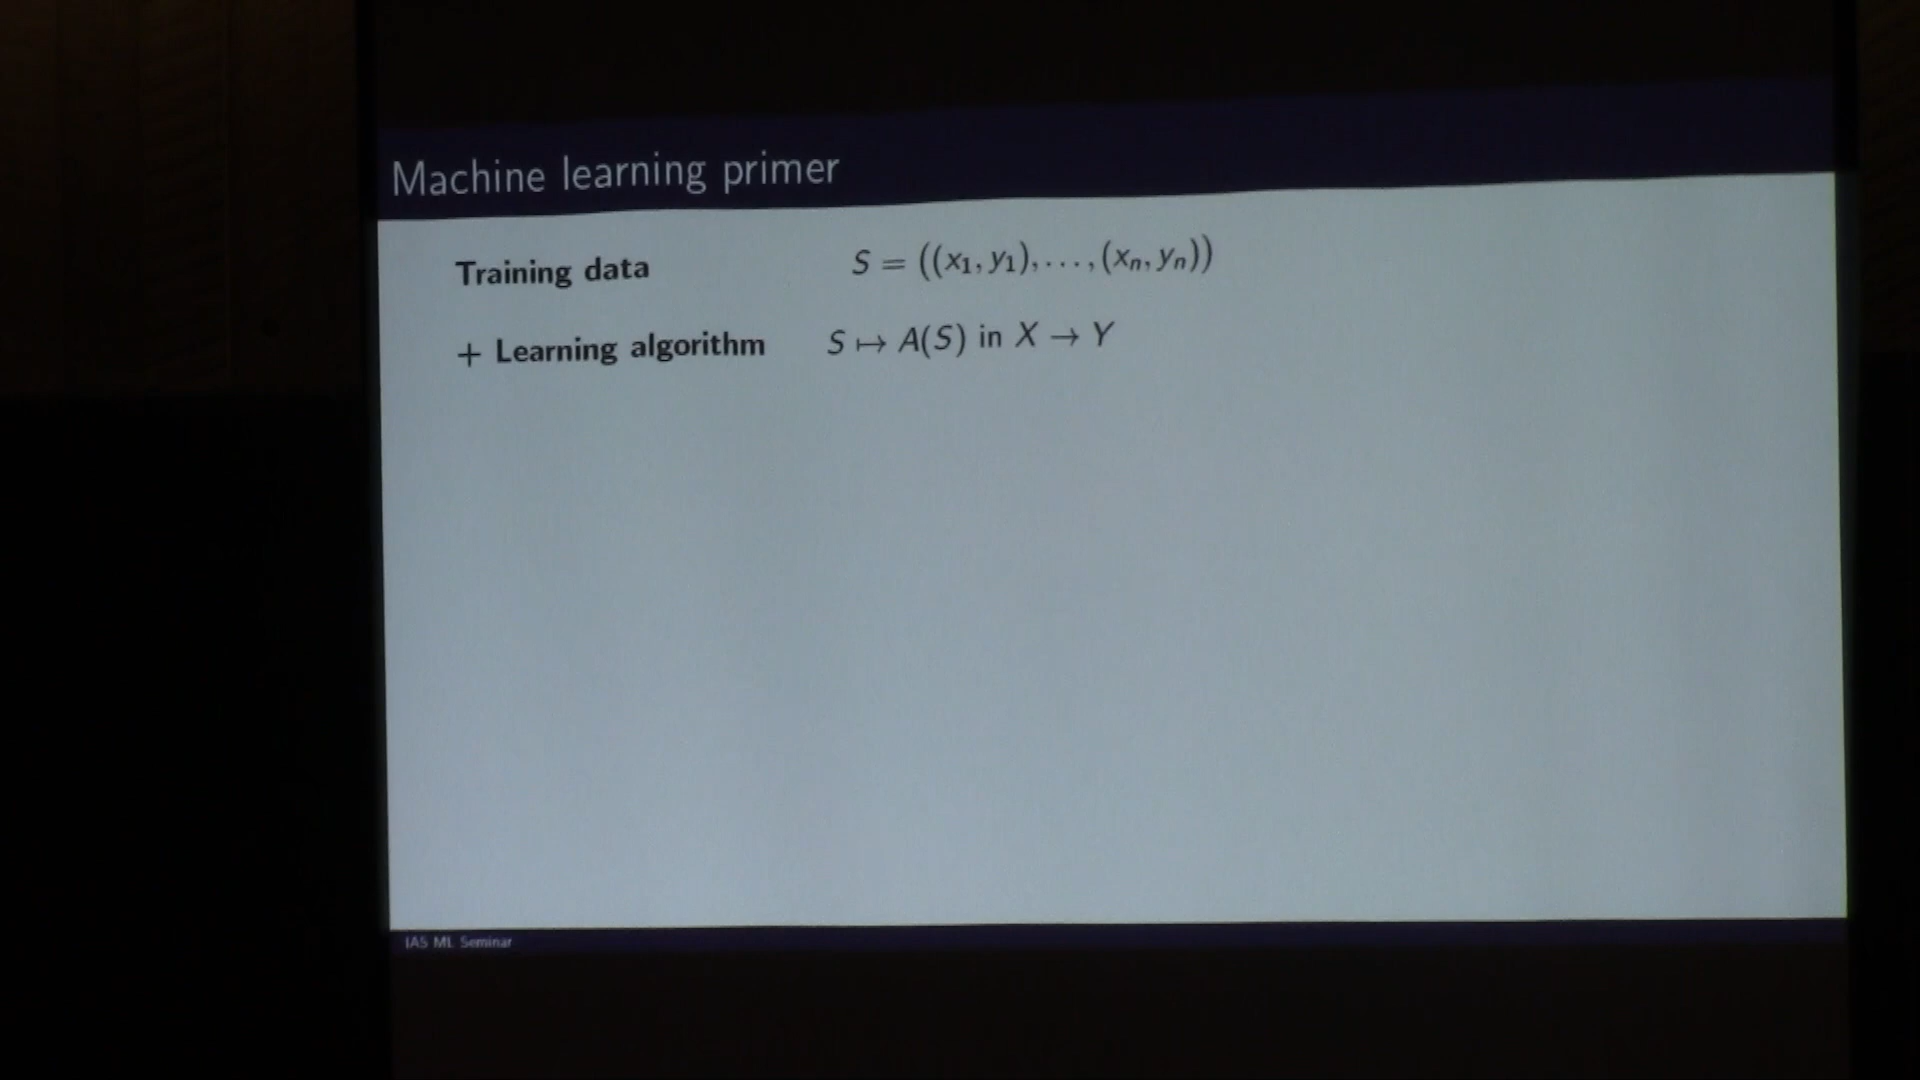 Machine learning primer
Training data S = ((x₁, y₁), ..., (xₙ, yₙ))
+ Learning algorithm S ↦ A(S) in X → Y
IAS ML Seminar